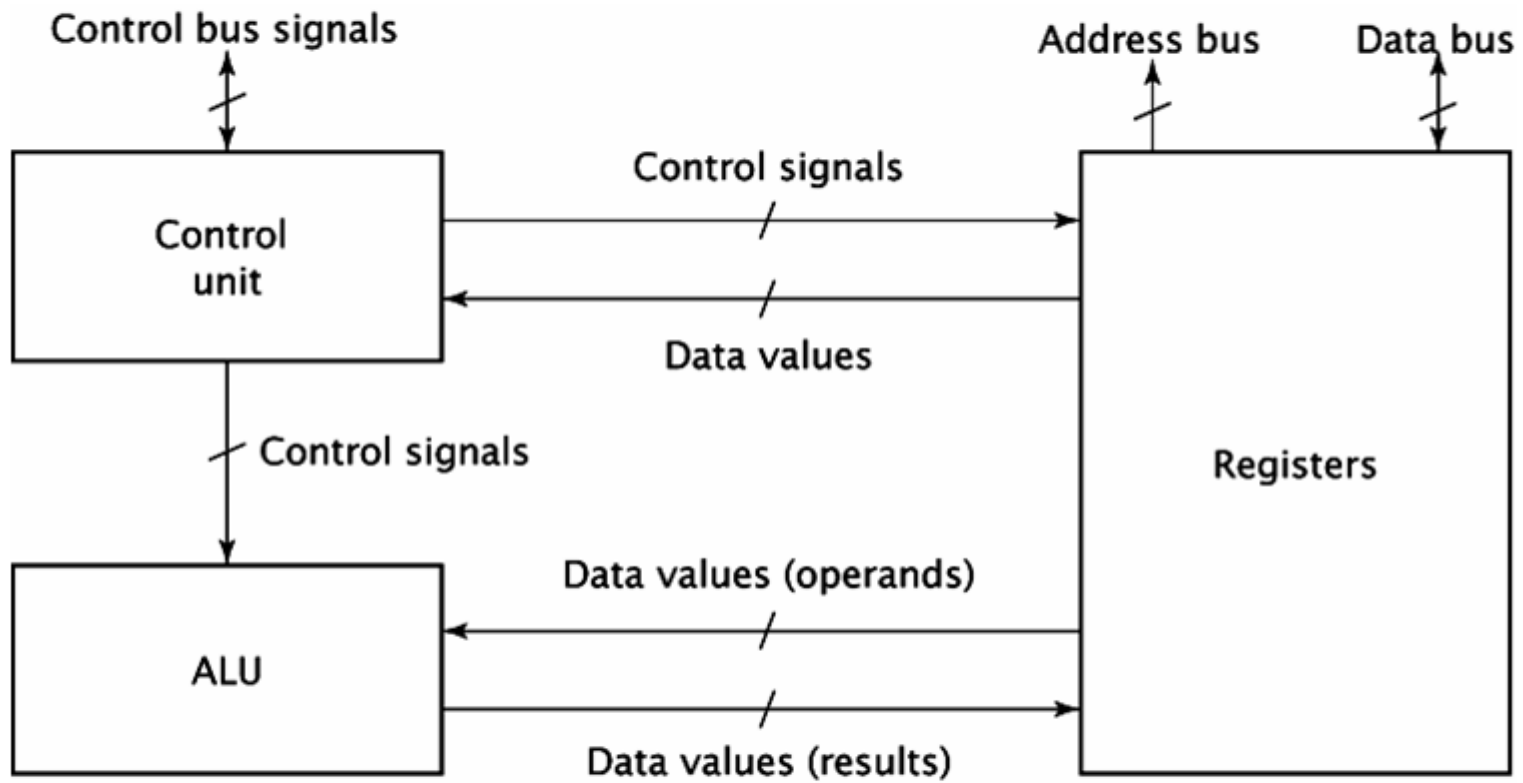 Control bus signals
Address bus
Data bus
Control signals
Control
unit
Data values
Control signals
Registers
Data values (operands)
ALU
Data values (results)